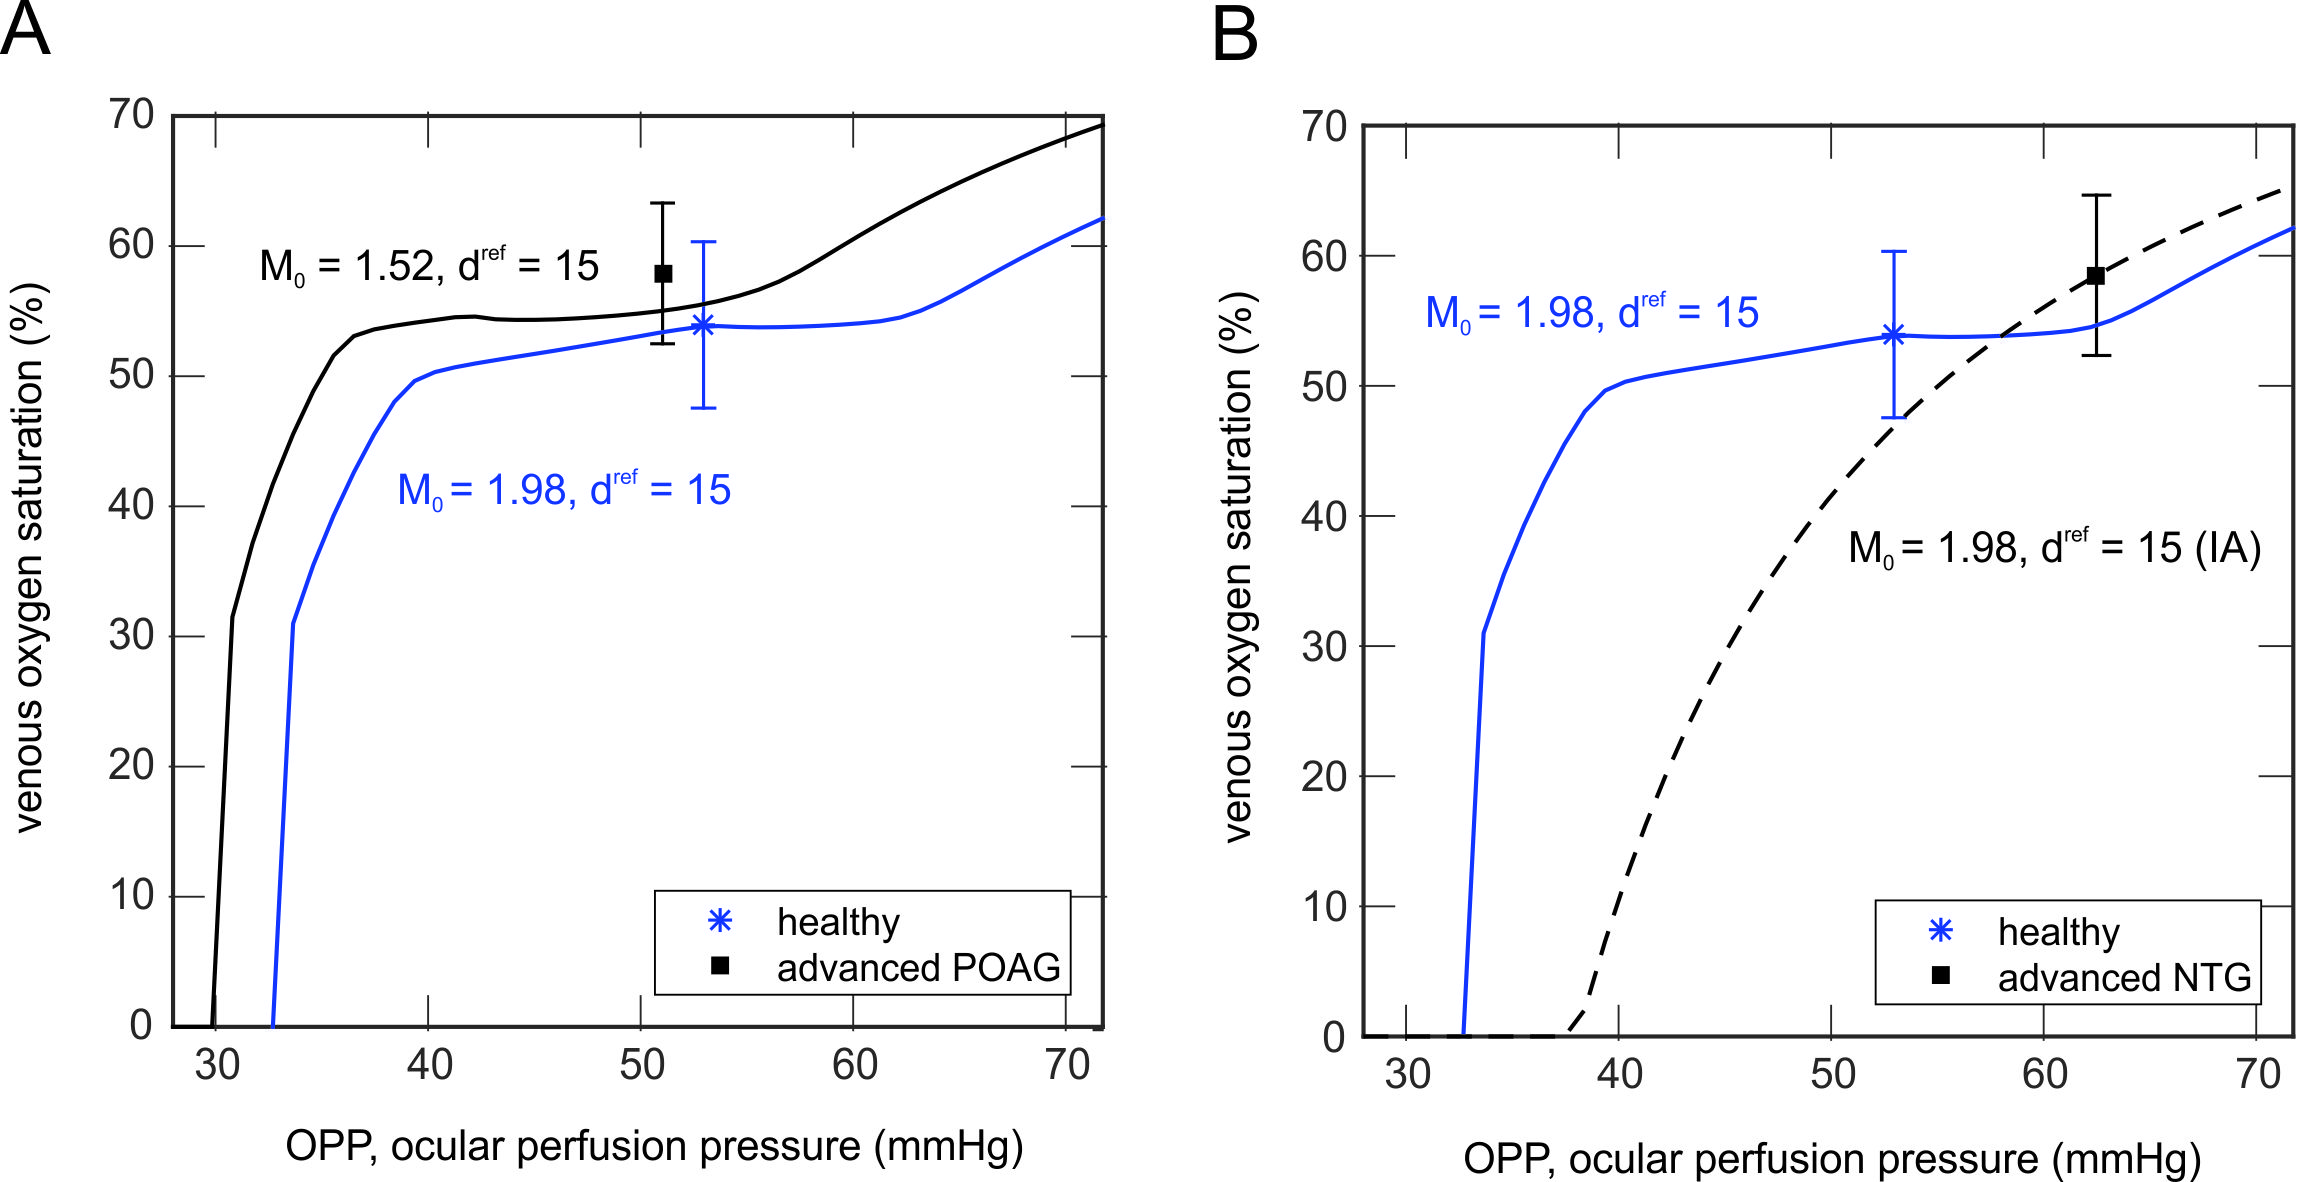 A
70
60
50
40
30
20
10
0
30 40 50 60 70
venous oxygen saturation (%)
OPP, ocular perfusion pressure (mmHg)
M0 = 1.52, dref = 15
M0 = 1.98, dref = 15
healthy
advanced POAG
B
70
60
50
40
30
20
10
0
30 40 50 60 70
venous oxygen saturation (%)
OPP, ocular perfusion pressure (mmHg)
M0 = 1.98, dref = 15
M0 = 1.98, dref = 15 (IA)
healthy
advanced NTG